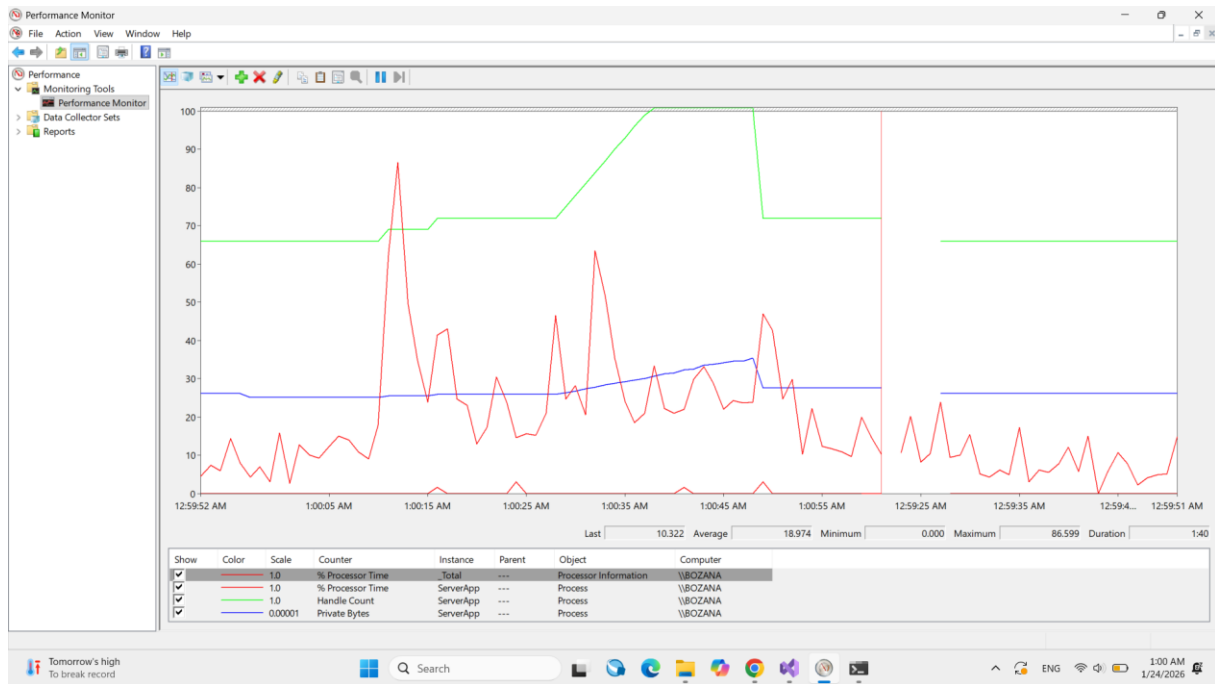 Performance Monitor
File Action View Window Help
Performance
Monitoring Tools
Performance Monitor
Data Collector Sets
Reports
100
90
80
70
60
50
40
30
20
10
0
12:59:52 AM 1:00:05 AM 1:00:15 AM 1:00:25 AM 1:00:35 AM 1:00:45 AM 1:00:55 AM 12:59:25 AM 12:59:35 AM 12:59:4... 12:59:51 AM
Last 10.322 Average 18.974 Minimum 0.000 Maximum 86.599 Duration 1:40
Show Color Scale Counter Instance Parent Object Computer
1.0 % Processor Time _Total --- Processor Information \\BOZANA
1.0 % Processor Time ServerApp --- Process \\BOZANA
1.0 Handle Count ServerApp --- Process \\BOZANA
0.00001 Private Bytes ServerApp --- Process \\BOZANA
Tomorrow's high
To break record
Search
ENG
1:00 AM
1/24/2026